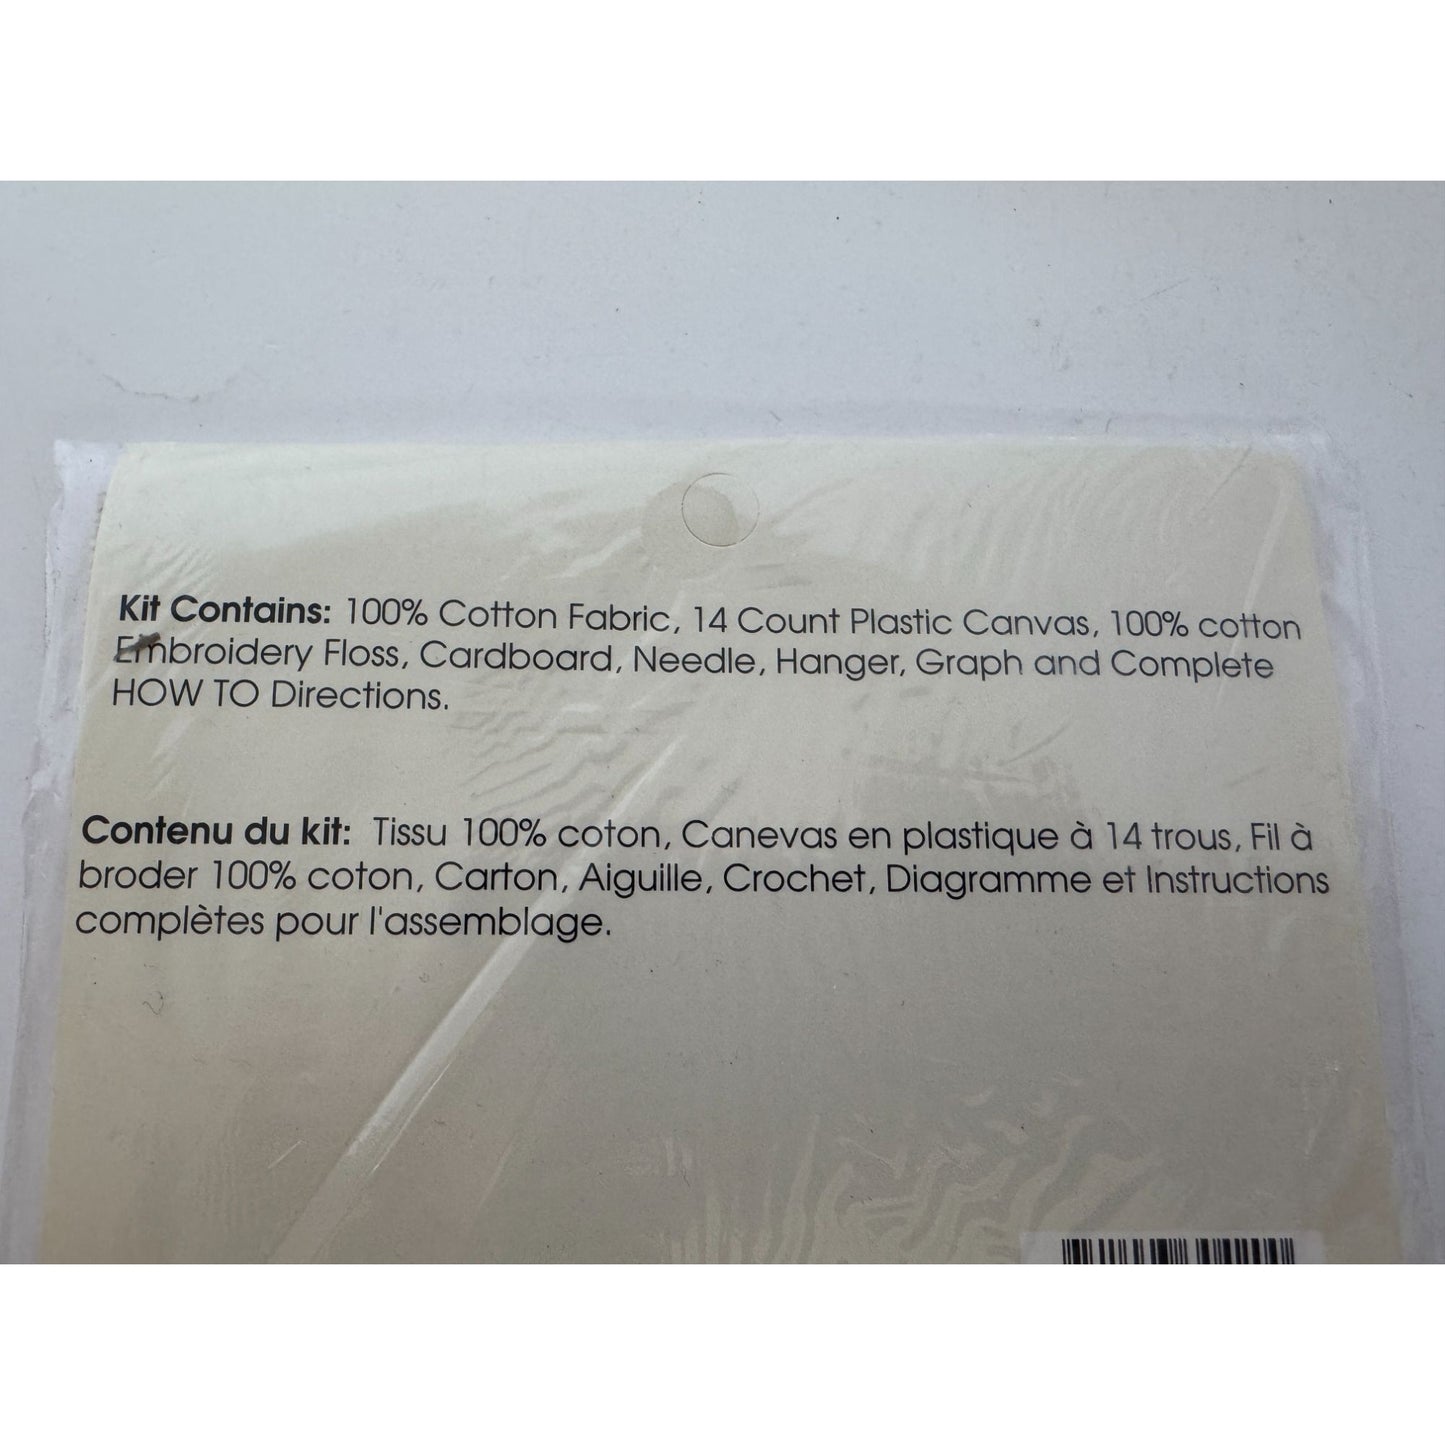 Kit Contains: 100% Cotton Fabric, 14 Count Plastic Canvas, 100% cotton
Embroidery Floss, Cardboard, Needle, Hanger, Graph and Complete
HOW TO Directions.
Contenu du kit: Tissu 100% coton, Canevas en plastique à 14 trous, Fil à
broder 100% coton, Carton, Aiguille, Crochet, Diagramme et Instructions
complètes pour l'assemblage.